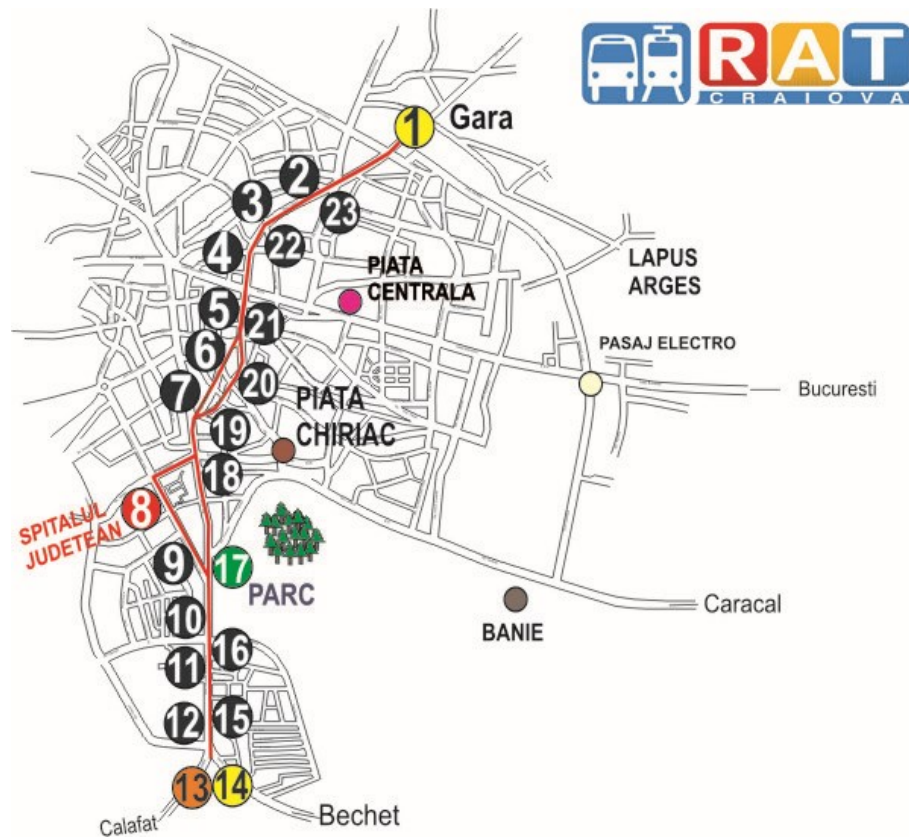 RAT
CRAIOVA
1
Gara
2
3
23
4
22
PIATA
CENTRALA
LAPUS
ARGES
5
21
6
PASAJ ELECTRO
7
20
Bucuresti
PIATA
CHIRIAC
19
18
SPITALUL
JUDETEAN
8
9
17
PARC
10
BANIE
Caracal
11
16
12
15
13
14
Calafat
Bechet